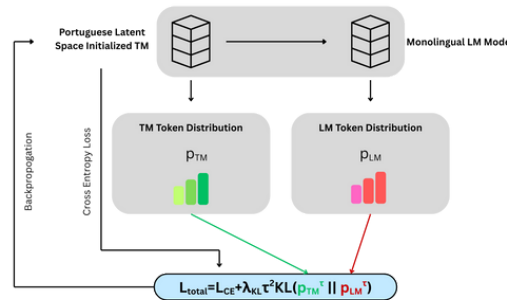 Portuguese Latent
Space Initialized TM
Monolingual LM Mode
TM Token Distribution
pTM
LM Token Distribution
pLM
Backpropogation
Cross Entropy Loss
Ltotal=LCE+λKLτ²KL(pTMτ || pLMτ)